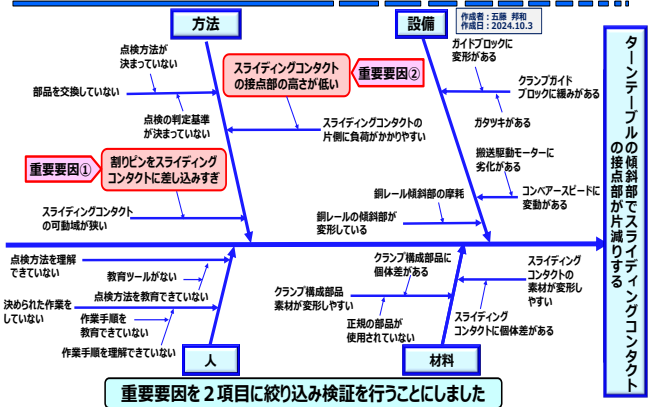 作成者：五藤 邦和
作成日：2024.10.3
方法
設備
点検方法が
決まっていない
部品を交換していない
点検の判定基準
が決まっていない
スライディングコンタクト
の接点部の高さが低い
重要要因②
スライディングコンタクトの
片側に負荷がかかりやすい
重要要因①
割りピンをスライディング
コンタクトに差し込みすぎ
スライディングコンタクト
の可動域が狭い
ガイドブロックに
変形がある
クランプガイド
ブロックに緩みがある
ガタツキがある
搬送駆動モーターに
劣化がある
コンベアースピードに
変動がある
銅レール傾斜部の摩耗
銅レールの傾斜部が
変形している
ターンテーブルの傾斜部でスライディングコンタクト
の接点部が片減りする
点検方法を理解
できていない
教育ツールがない
点検方法を教育できていない
決められた作業を
していない
作業手順を
教育できていない
作業手順を理解できていない
人
クランプ構成部品に
個体差がある
クランプ構成部品
素材が変形しやすい
正規の部品が
使用されていない
スライディング
コンタクトの
素材が変形し
やすい
スライディング
コンタクトに個体差がある
材料
重要要因を２項目に絞り込み検証を行うことにしました